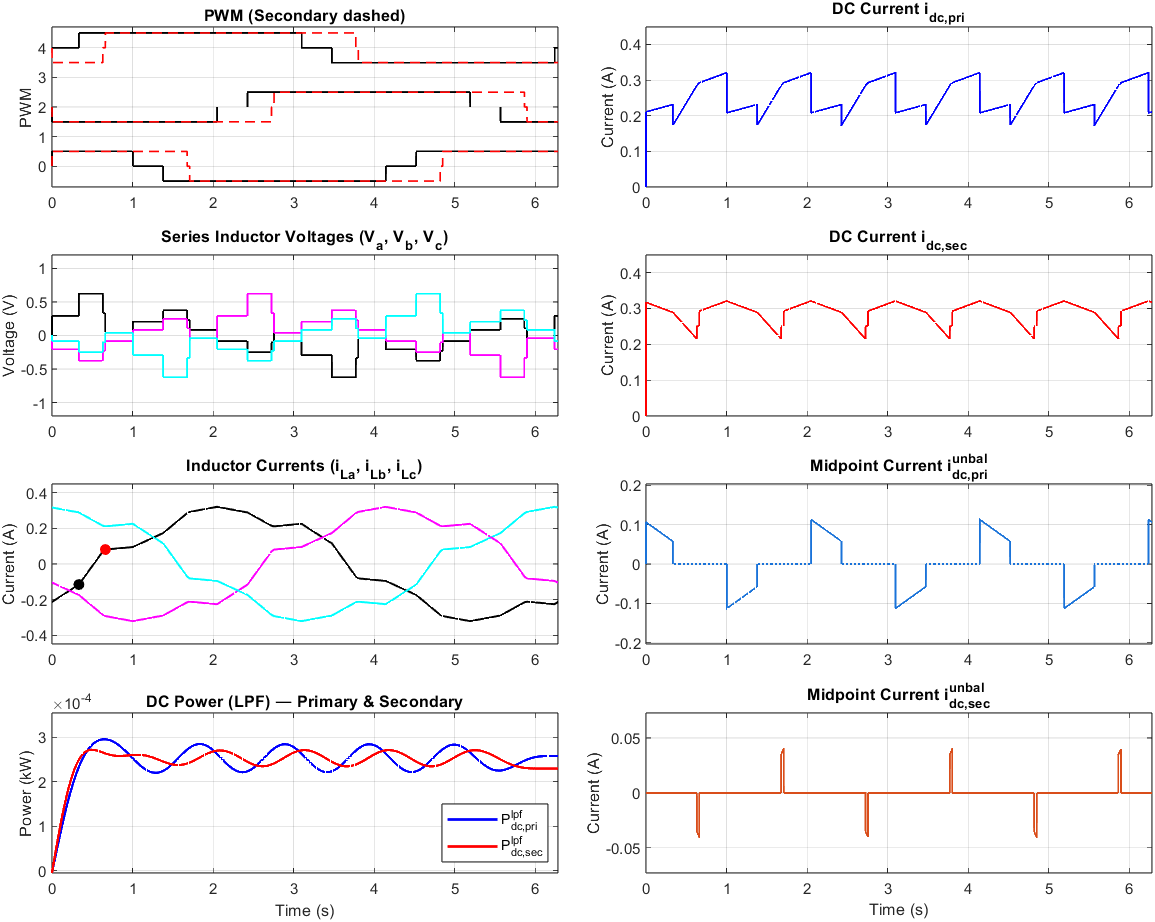 PWM (Secondary dashed)
PWM
4
3
2
1
0
0 1 2 3 4 5 6
DC Current i_dc,pri
Current (A)
0.4
0.3
0.2
0.1
0
0 1 2 3 4 5 6
Series Inductor Voltages (V_a, V_b, V_c)
Voltage (V)
1
0.5
0
-0.5
-1
0 1 2 3 4 5 6
DC Current i_dc,sec
Current (A)
0.4
0.3
0.2
0.1
0
0 1 2 3 4 5 6
Inductor Currents (i_La, i_Lb, i_Lc)
Current (A)
0.4
0.2
0
-0.2
-0.4
0 1 2 3 4 5 6
Midpoint Current i^unbal_dc,pri
Current (A)
0.2
0.1
0
-0.1
-0.2
0 1 2 3 4 5 6
×10^-4
DC Power (LPF) — Primary & Secondary
Power (kW)
3
2
1
0
P^lpf_dc,pri
P^lpf_dc,sec
0 1 2 3 4 5 6
Time (s)
Midpoint Current i^unbal_dc,sec
Current (A)
0.05
0
-0.05
0 1 2 3 4 5 6
Time (s)